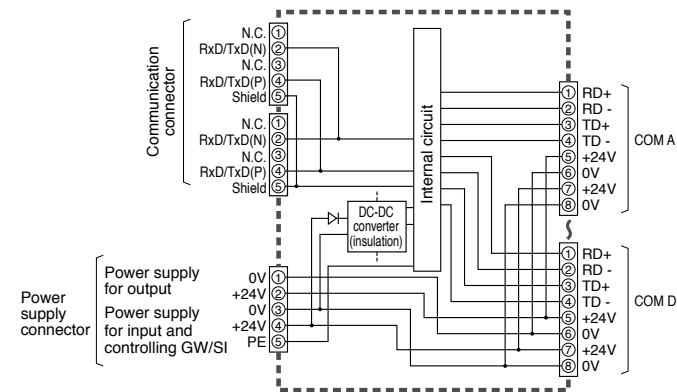 Communication
connector
N.C. 1
RxD/TxD(N) 2
N.C. 3
RxD/TxD(P) 4
Shield 5
N.C. 1
RxD/TxD(N) 2
N.C. 3
RxD/TxD(P) 4
Shield 5
Power
supply
connector
Power supply
for output
Power supply
for input and
controlling GW/SI
0V 1
+24V 2
0V 3
+24V 4
PE 5
DC-DC
converter
(insulation)
Internal circuit
1 RD+
2 RD -
3 TD+
4 TD -
5 +24V
6 0V
7 +24V
8 0V
COM A
1 RD+
2 RD -
3 TD+
4 TD -
5 +24V
6 0V
7 +24V
8 0V
COM D